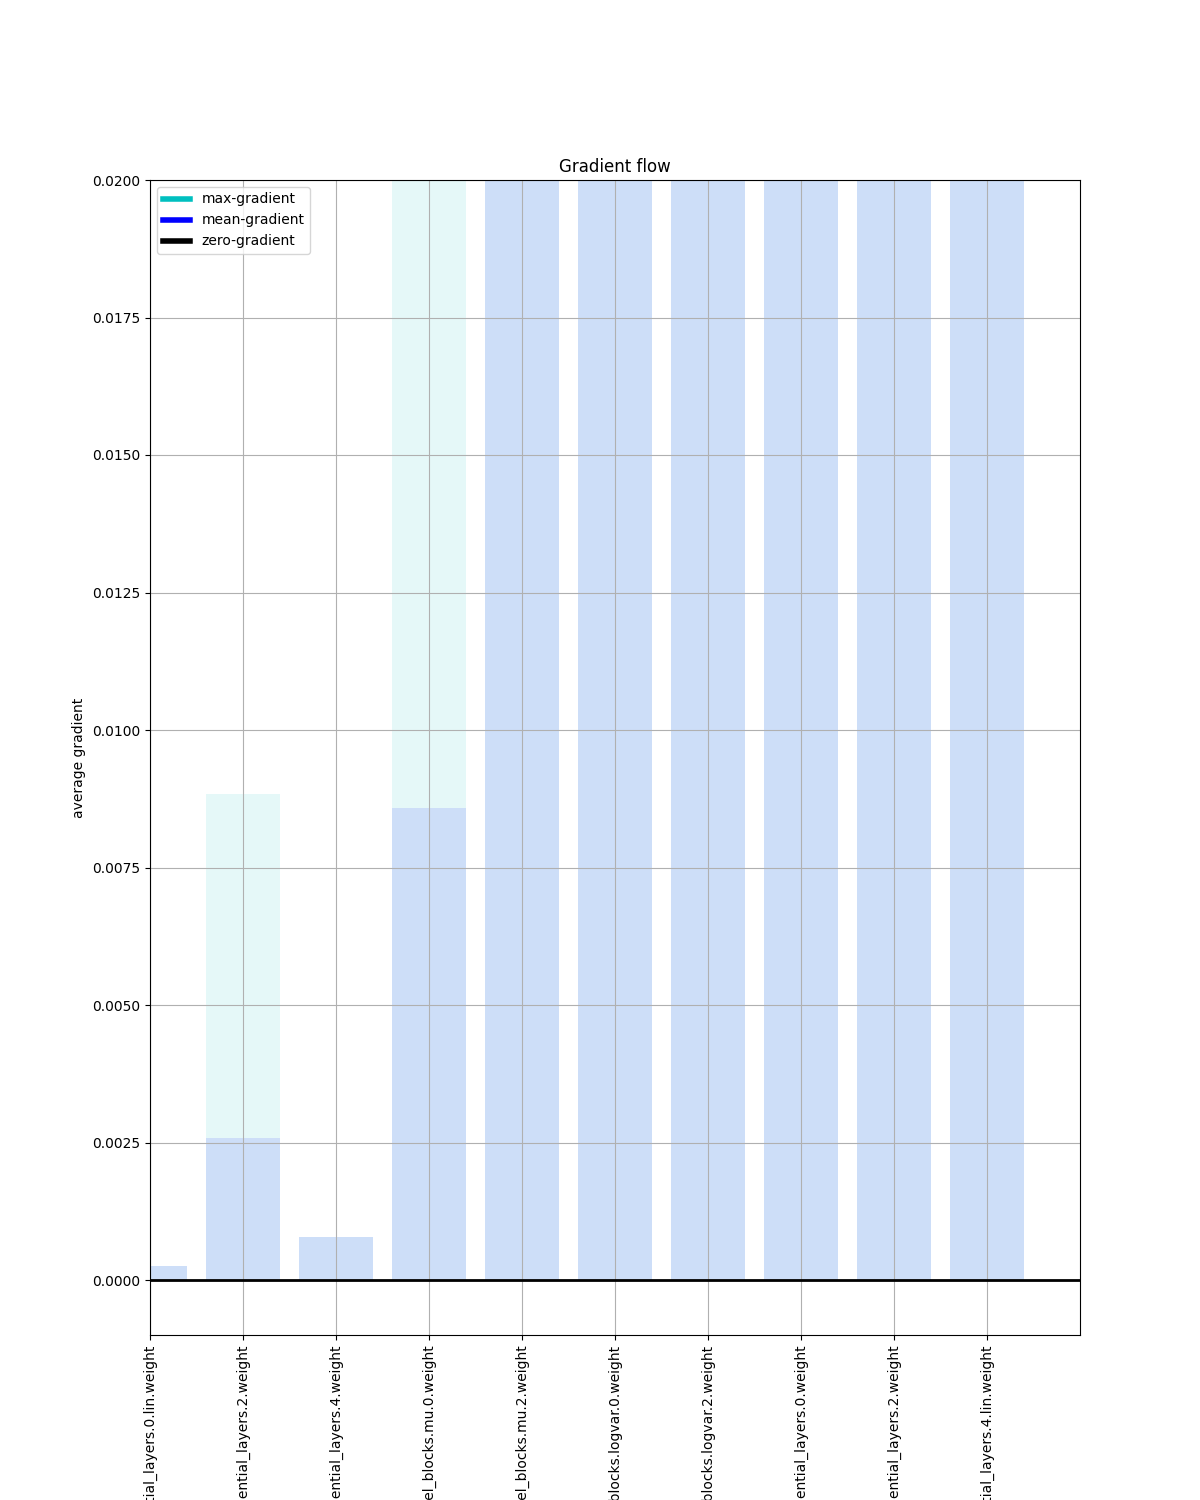 Gradient flow
max-gradient
mean-gradient
zero-gradient
0.0200
0.0175
0.0150
0.0125
0.0100
0.0075
0.0050
0.0025
0.0000
average gradient
tial_layers.0.lin.weight
ential_layers.2.weight
ential_layers.4.weight
el_blocks.mu.0.weight
el_blocks.mu.2.weight
blocks.logvar.0.weight
blocks.logvar.2.weight
ential_layers.0.weight
ential_layers.2.weight
tial_layers.4.lin.weight